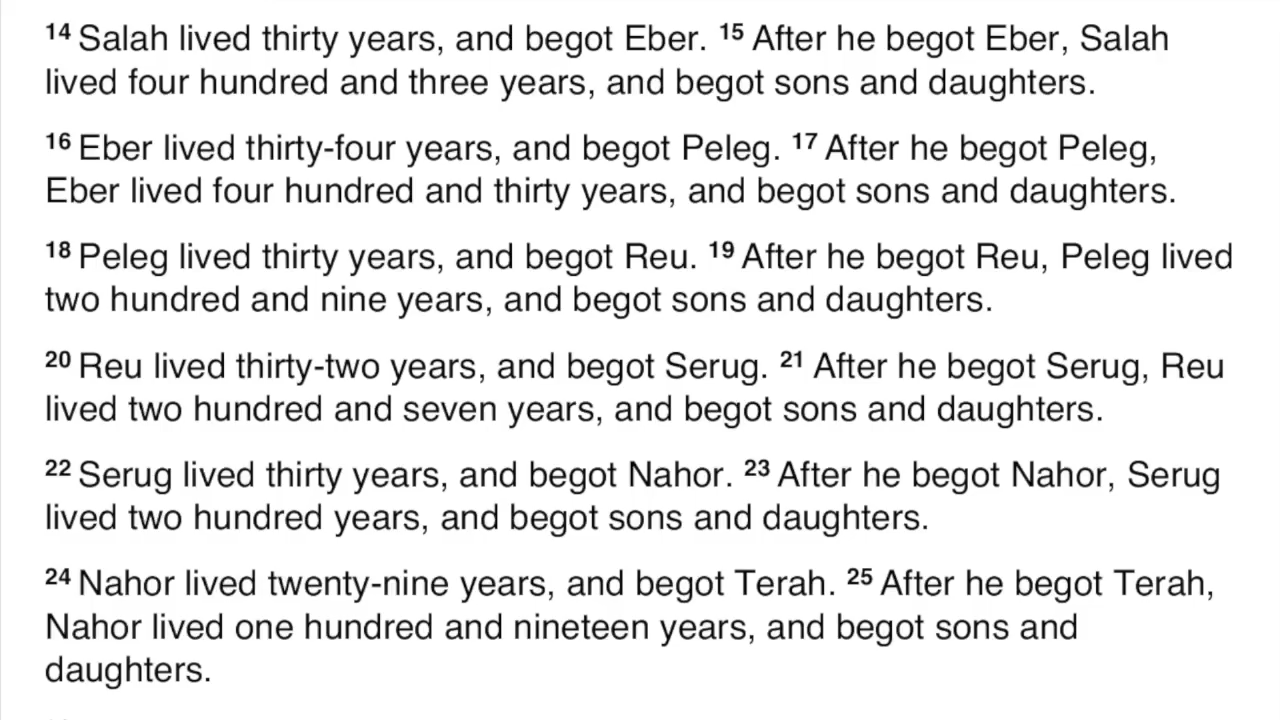 14 Salah lived thirty years, and begot Eber. 15 After he begot Eber, Salah
lived four hundred and three years, and begot sons and daughters.
16 Eber lived thirty-four years, and begot Peleg. 17 After he begot Peleg,
Eber lived four hundred and thirty years, and begot sons and daughters.
18 Peleg lived thirty years, and begot Reu. 19 After he begot Reu, Peleg lived
two hundred and nine years, and begot sons and daughters.
20 Reu lived thirty-two years, and begot Serug. 21 After he begot Serug, Reu
lived two hundred and seven years, and begot sons and daughters.
22 Serug lived thirty years, and begot Nahor. 23 After he begot Nahor, Serug
lived two hundred years, and begot sons and daughters.
24 Nahor lived twenty-nine years, and begot Terah. 25 After he begot Terah,
Nahor lived one hundred and nineteen years, and begot sons and
daughters.